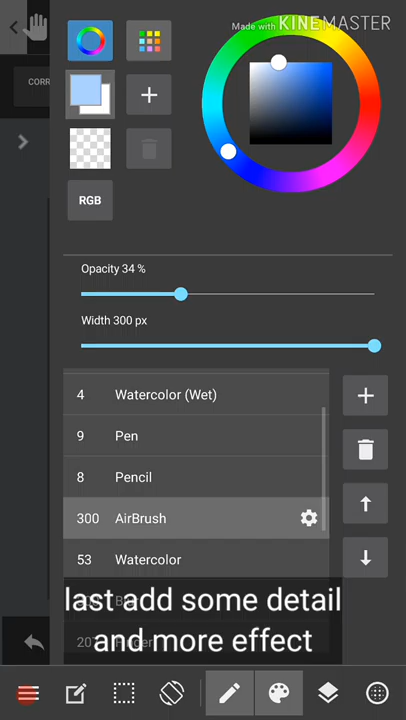 Made with KINEMASTER
CORR
RGB
Opacity 34 %
Width 300 px
4 Watercolor (Wet)
9 Pen
8 Pencil
300 AirBrush
53 Watercolor
last add some detail
and more effect